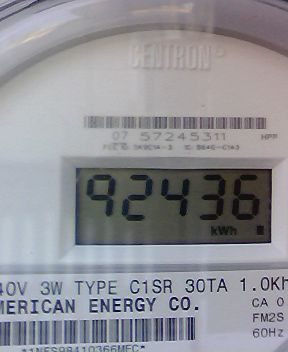 CENTRON®
07 57245311 HPP
92436
kWh
40V 3W TYPE C1SR 30TA 1.0Kh
MERICAN ENERGY CO.
CA 0
FM2S
60Hz